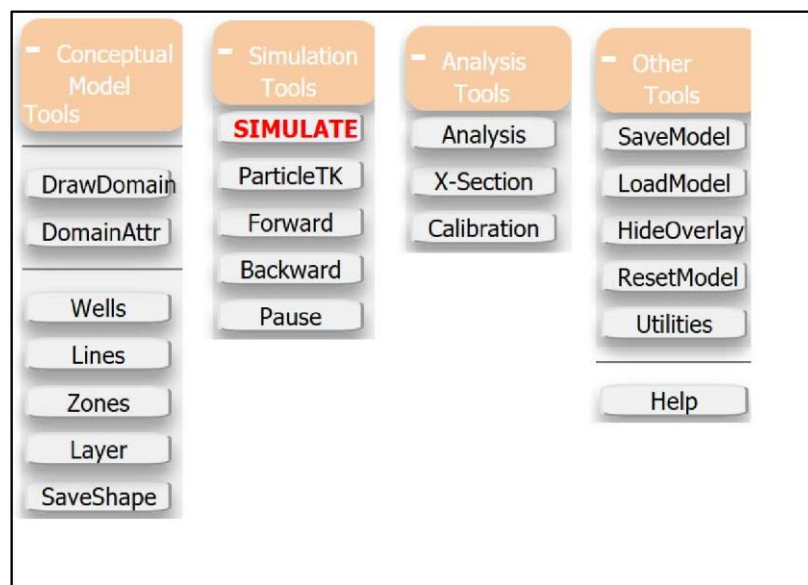 - Conceptual
Model
Tools
DrawDomain
DomainAttr
Wells
Lines
Zones
Layer
SaveShape
- Simulation
Tools
SIMULATE
ParticleTK
Forward
Backward
Pause
- Analysis
Tools
Analysis
X-Section
Calibration
- Other
Tools
SaveModel
LoadModel
HideOverlay
ResetModel
Utilities
Help